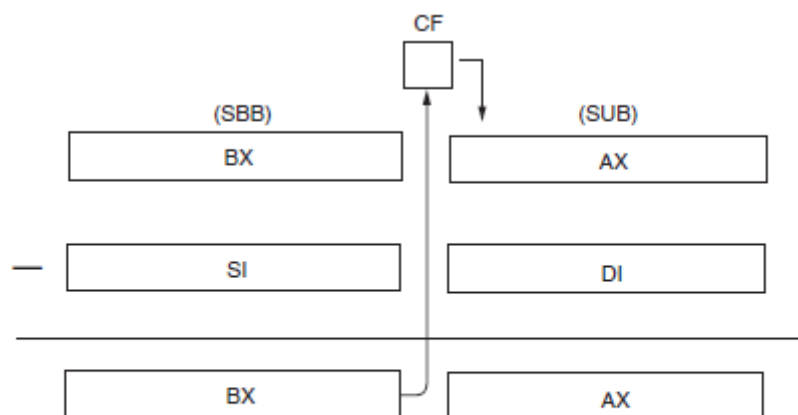 CF
(SBB) (SUB)
BX AX
— SI DI
BX AX